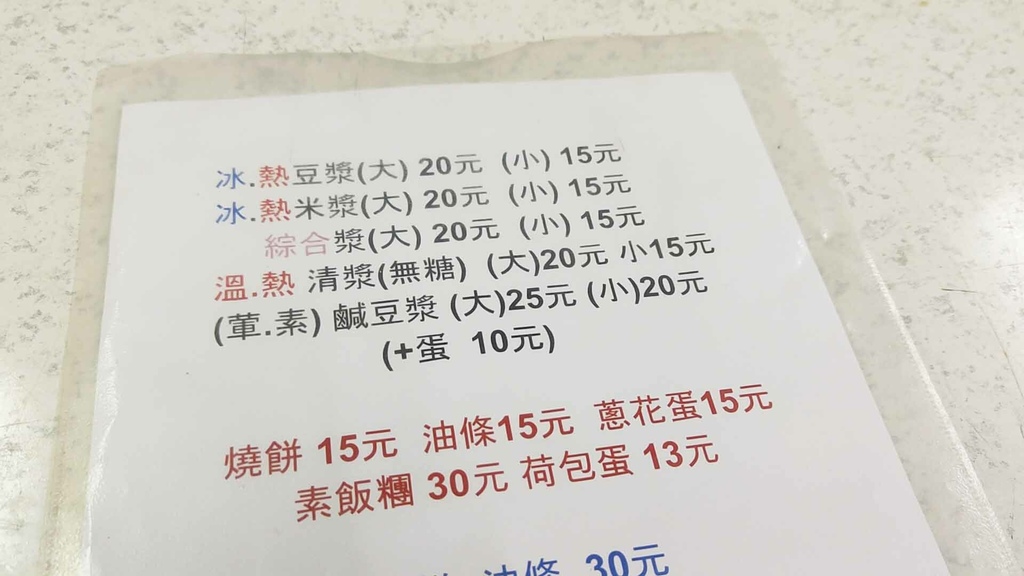 冰.熱豆漿(大) 20元 (小) 15元
冰.熱米漿(大) 20元 (小) 15元
綜合漿(大) 20元 (小) 15元
溫.熱 清漿(無糖) (大)20元 小15元
(葷.素) 鹹豆漿 (大)25元 (小)20元
(+蛋 10元)
燒餅 15元 油條15元 蔥花蛋15元
素飯糰 30元 荷包蛋 13元
油條 30元